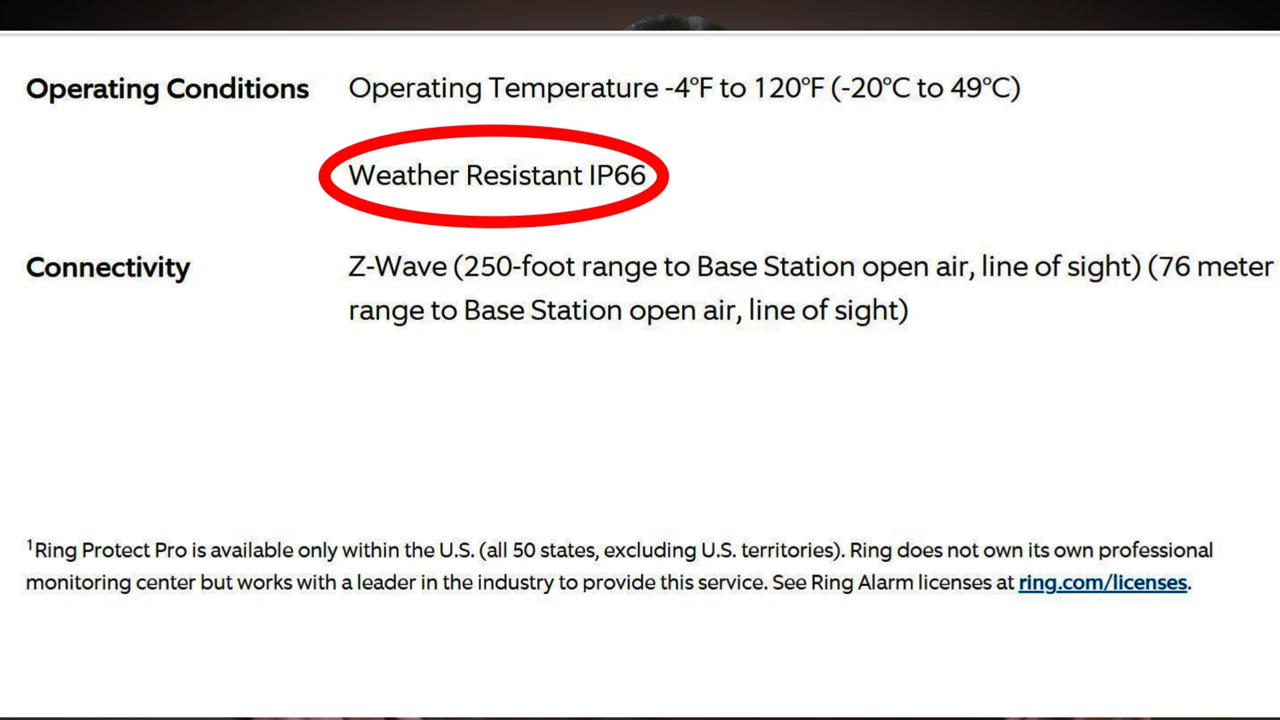 Operating Conditions Operating Temperature -4°F to 120°F (-20°C to 49°C)
Weather Resistant IP66
Connectivity Z-Wave (250-foot range to Base Station open air, line of sight) (76 meter
range to Base Station open air, line of sight)
¹Ring Protect Pro is available only within the U.S. (all 50 states, excluding U.S. territories). Ring does not own its own professional
monitoring center but works with a leader in the industry to provide this service. See Ring Alarm licenses at ring.com/licenses.